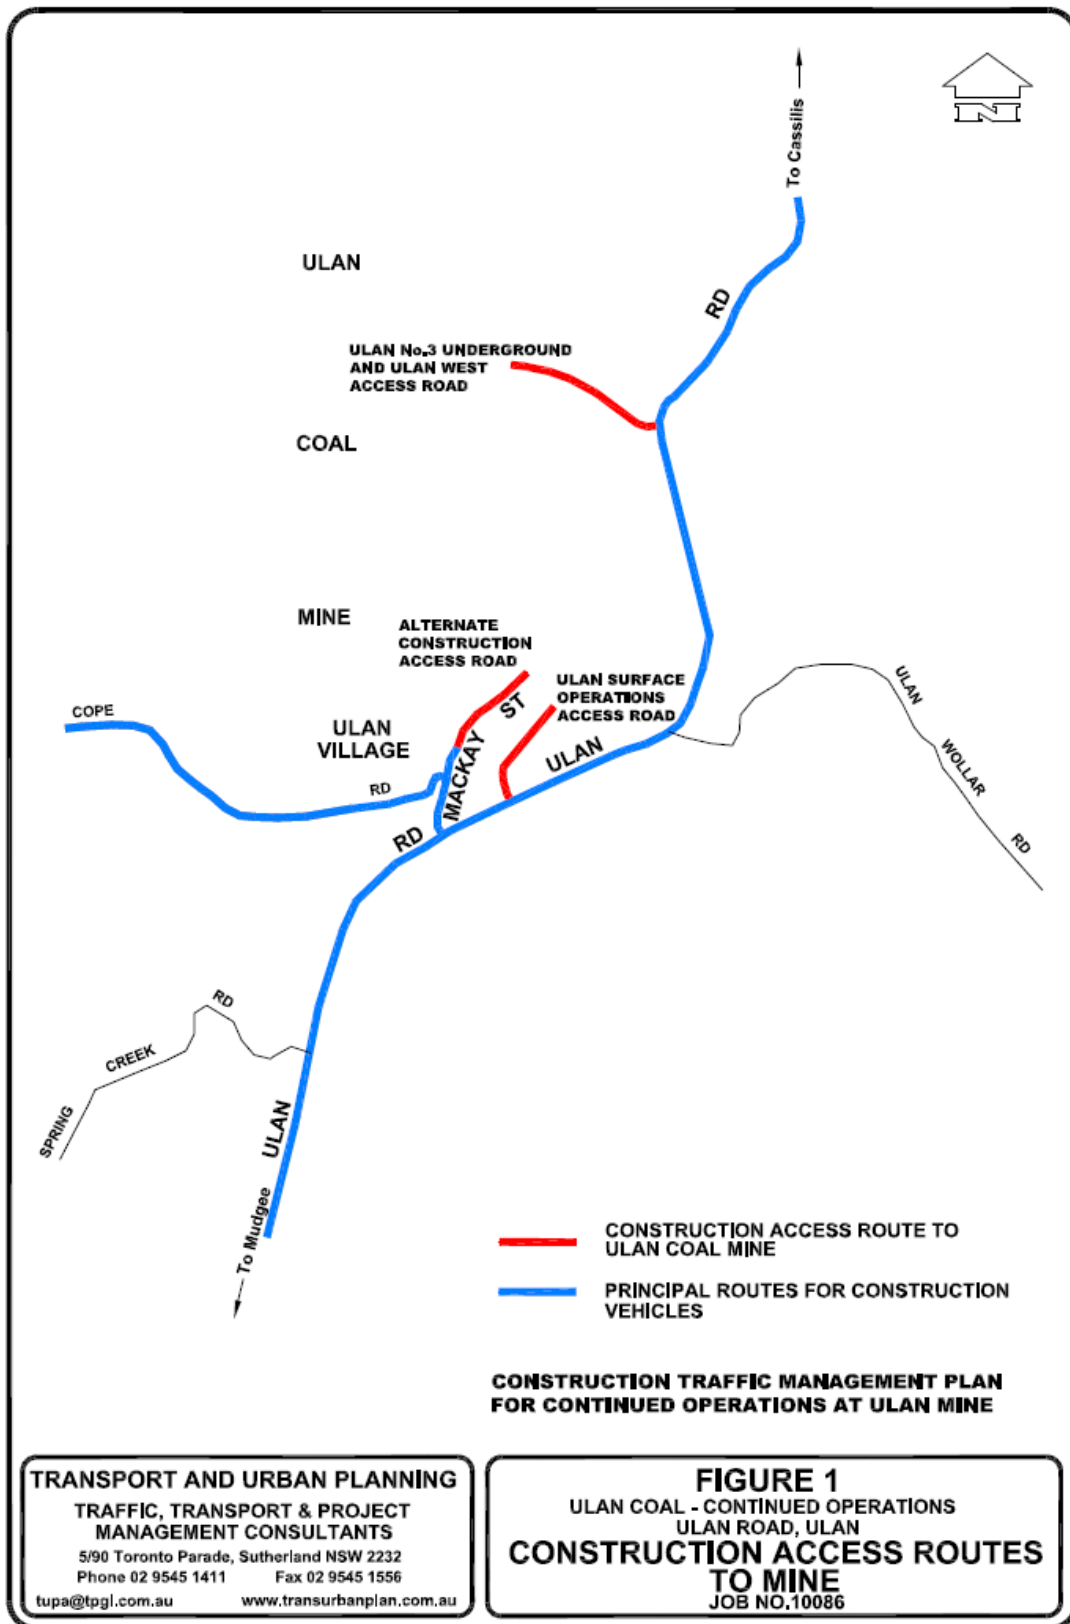 N
To Cassilis
ULAN
RD
ULAN No.3 UNDERGROUND
AND ULAN WEST
ACCESS ROAD
COAL
MINE
ALTERNATE
CONSTRUCTION
ACCESS ROAD
ULAN SURFACE
OPERATIONS
ACCESS ROAD
ULAN
WOLLAR
RD
COPE
RD
ULAN
VILLAGE
MACKAY ST
ULAN
RD
SPRING
CREEK
RD
ULAN
To Mudgee
CONSTRUCTION ACCESS ROUTE TO
ULAN COAL MINE
PRINCIPAL ROUTES FOR CONSTRUCTION
VEHICLES
CONSTRUCTION TRAFFIC MANAGEMENT PLAN
FOR CONTINUED OPERATIONS AT ULAN MINE
TRANSPORT AND URBAN PLANNING
TRAFFIC, TRANSPORT & PROJECT
MANAGEMENT CONSULTANTS
5/90 Toronto Parade, Sutherland NSW 2232
Phone 02 9545 1411 Fax 02 9545 1556
tupa@tpgl.com.au www.transurbanplan.com.au
FIGURE 1
ULAN COAL - CONTINUED OPERATIONS
ULAN ROAD, ULAN
CONSTRUCTION ACCESS ROUTES
TO MINE
JOB NO.10086